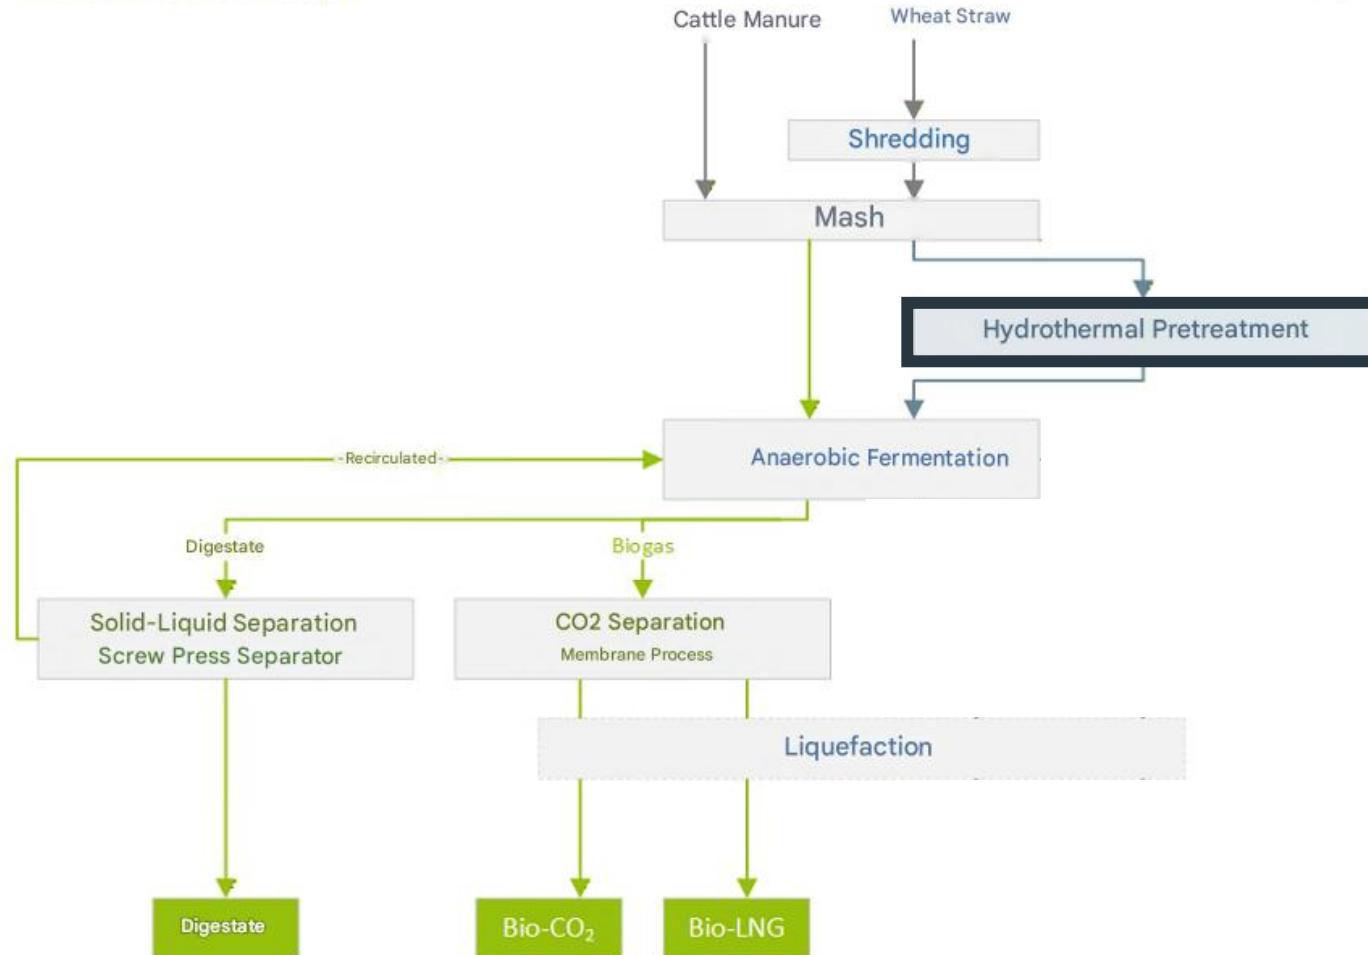 Cattle Manure
Wheat Straw
Shredding
Mash
Hydrothermal Pretreatment
Anaerobic Fermentation
-Recirculated-
Digestate
Biogas
Solid-Liquid Separation
Screw Press Separator
CO2 Separation
Membrane Process
Liquefaction
Digestate
Bio-CO₂
Bio-LNG